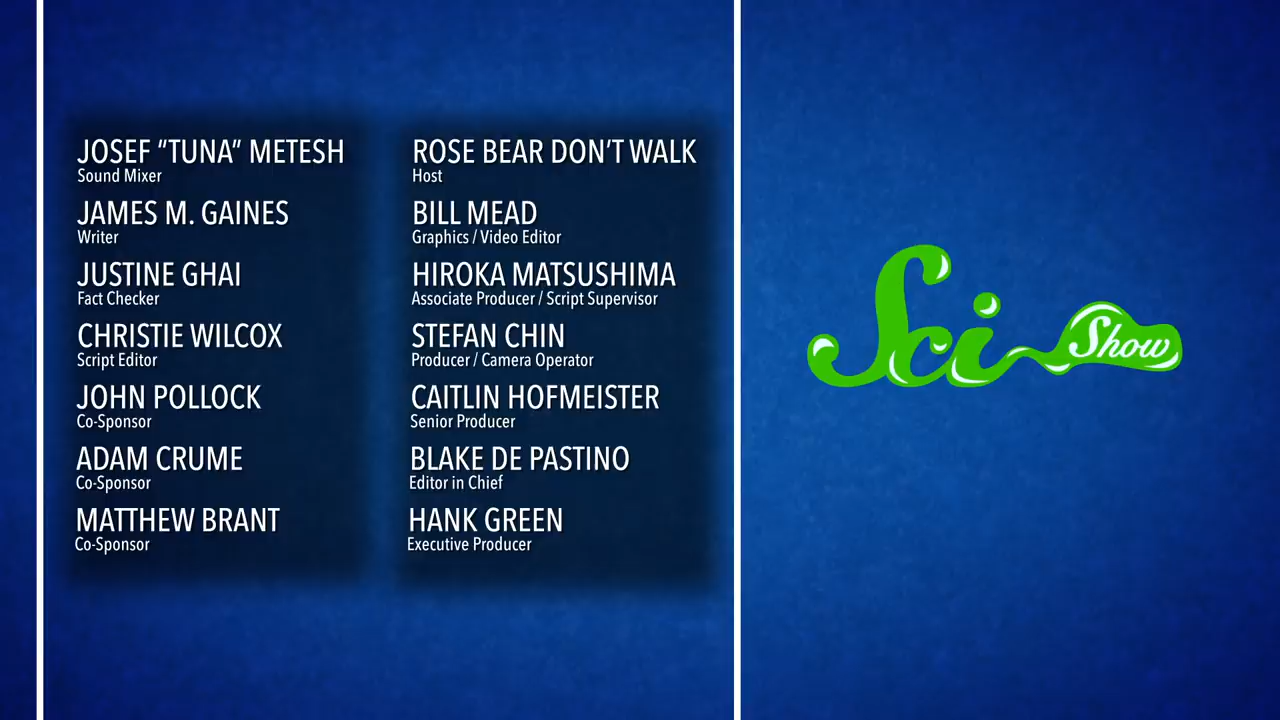 JOSEF “TUNA” METESH
Sound Mixer
JAMES M. GAINES
Writer
JUSTINE GHAI
Fact Checker
CHRISTIE WILCOX
Script Editor
JOHN POLLOCK
Co-Sponsor
ADAM CRUME
Co-Sponsor
MATTHEW BRANT
Co-Sponsor
ROSE BEAR DON’T WALK
Host
BILL MEAD
Graphics / Video Editor
HIROKA MATSUSHIMA
Associate Producer / Script Supervisor
STEFAN CHIN
Producer / Camera Operator
CAITLIN HOFMEISTER
Senior Producer
BLAKE DE PASTINO
Editor in Chief
HANK GREEN
Executive Producer
Sci Show